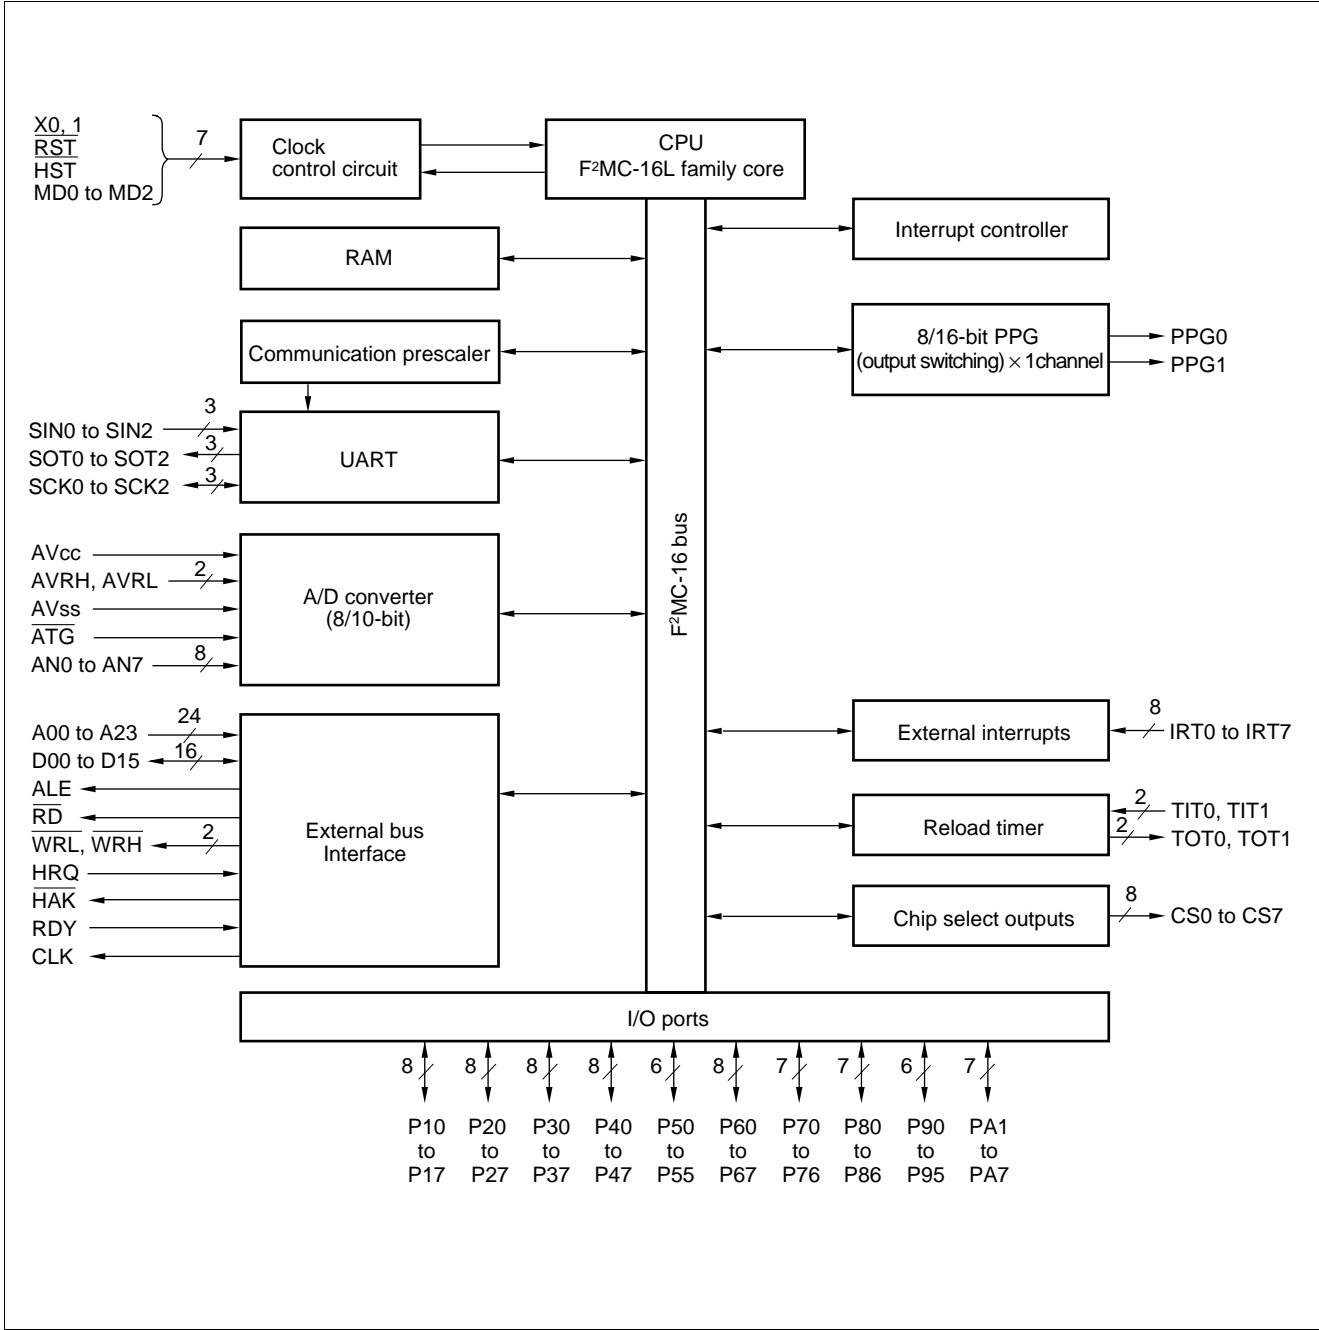 X0, 1
RST
HST
MD0 to MD2
7
Clock
control circuit
CPU
F²MC-16L family core
Interrupt controller
RAM
Communication prescaler
8/16-bit PPG
(output switching) × 1channel
PPG0
PPG1
SIN0 to SIN2
3
SOT0 to SOT2
3
SCK0 to SCK2
3
UART
F²MC-16 bus
AVcc
AVRH, AVRL
2
AVss
ATG
AN0 to AN7
8
A/D converter
(8/10-bit)
A00 to A23
24
D00 to D15
16
ALE
RD
WRL, WRH
2
HRQ
HAK
RDY
CLK
External bus
Interface
External interrupts
8
IRT0 to IRT7
Reload timer
2
TIT0, TIT1
2
TOT0, TOT1
Chip select outputs
8
CS0 to CS7
I/O ports
8 8 8 8 6 8 7 7 6 7
P10 P20 P30 P40 P50 P60 P70 P80 P90 PA1
to to to to to to to to to to
P17 P27 P37 P47 P55 P67 P76 P86 P95 PA7